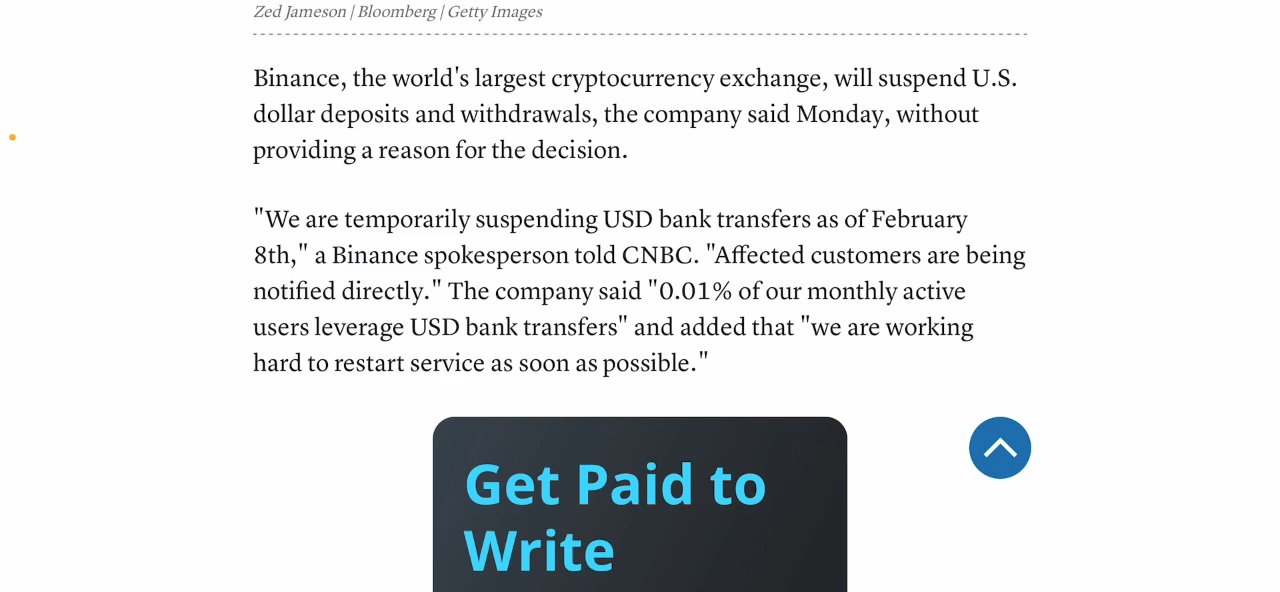 Zed Jameson | Bloomberg | Getty Images
Binance, the world's largest cryptocurrency exchange, will suspend U.S.
dollar deposits and withdrawals, the company said Monday, without
providing a reason for the decision.
"We are temporarily suspending USD bank transfers as of February
8th," a Binance spokesperson told CNBC. "Affected customers are being
notified directly." The company said "0.01% of our monthly active
users leverage USD bank transfers" and added that "we are working
hard to restart service as soon as possible."
Get Paid to
Write